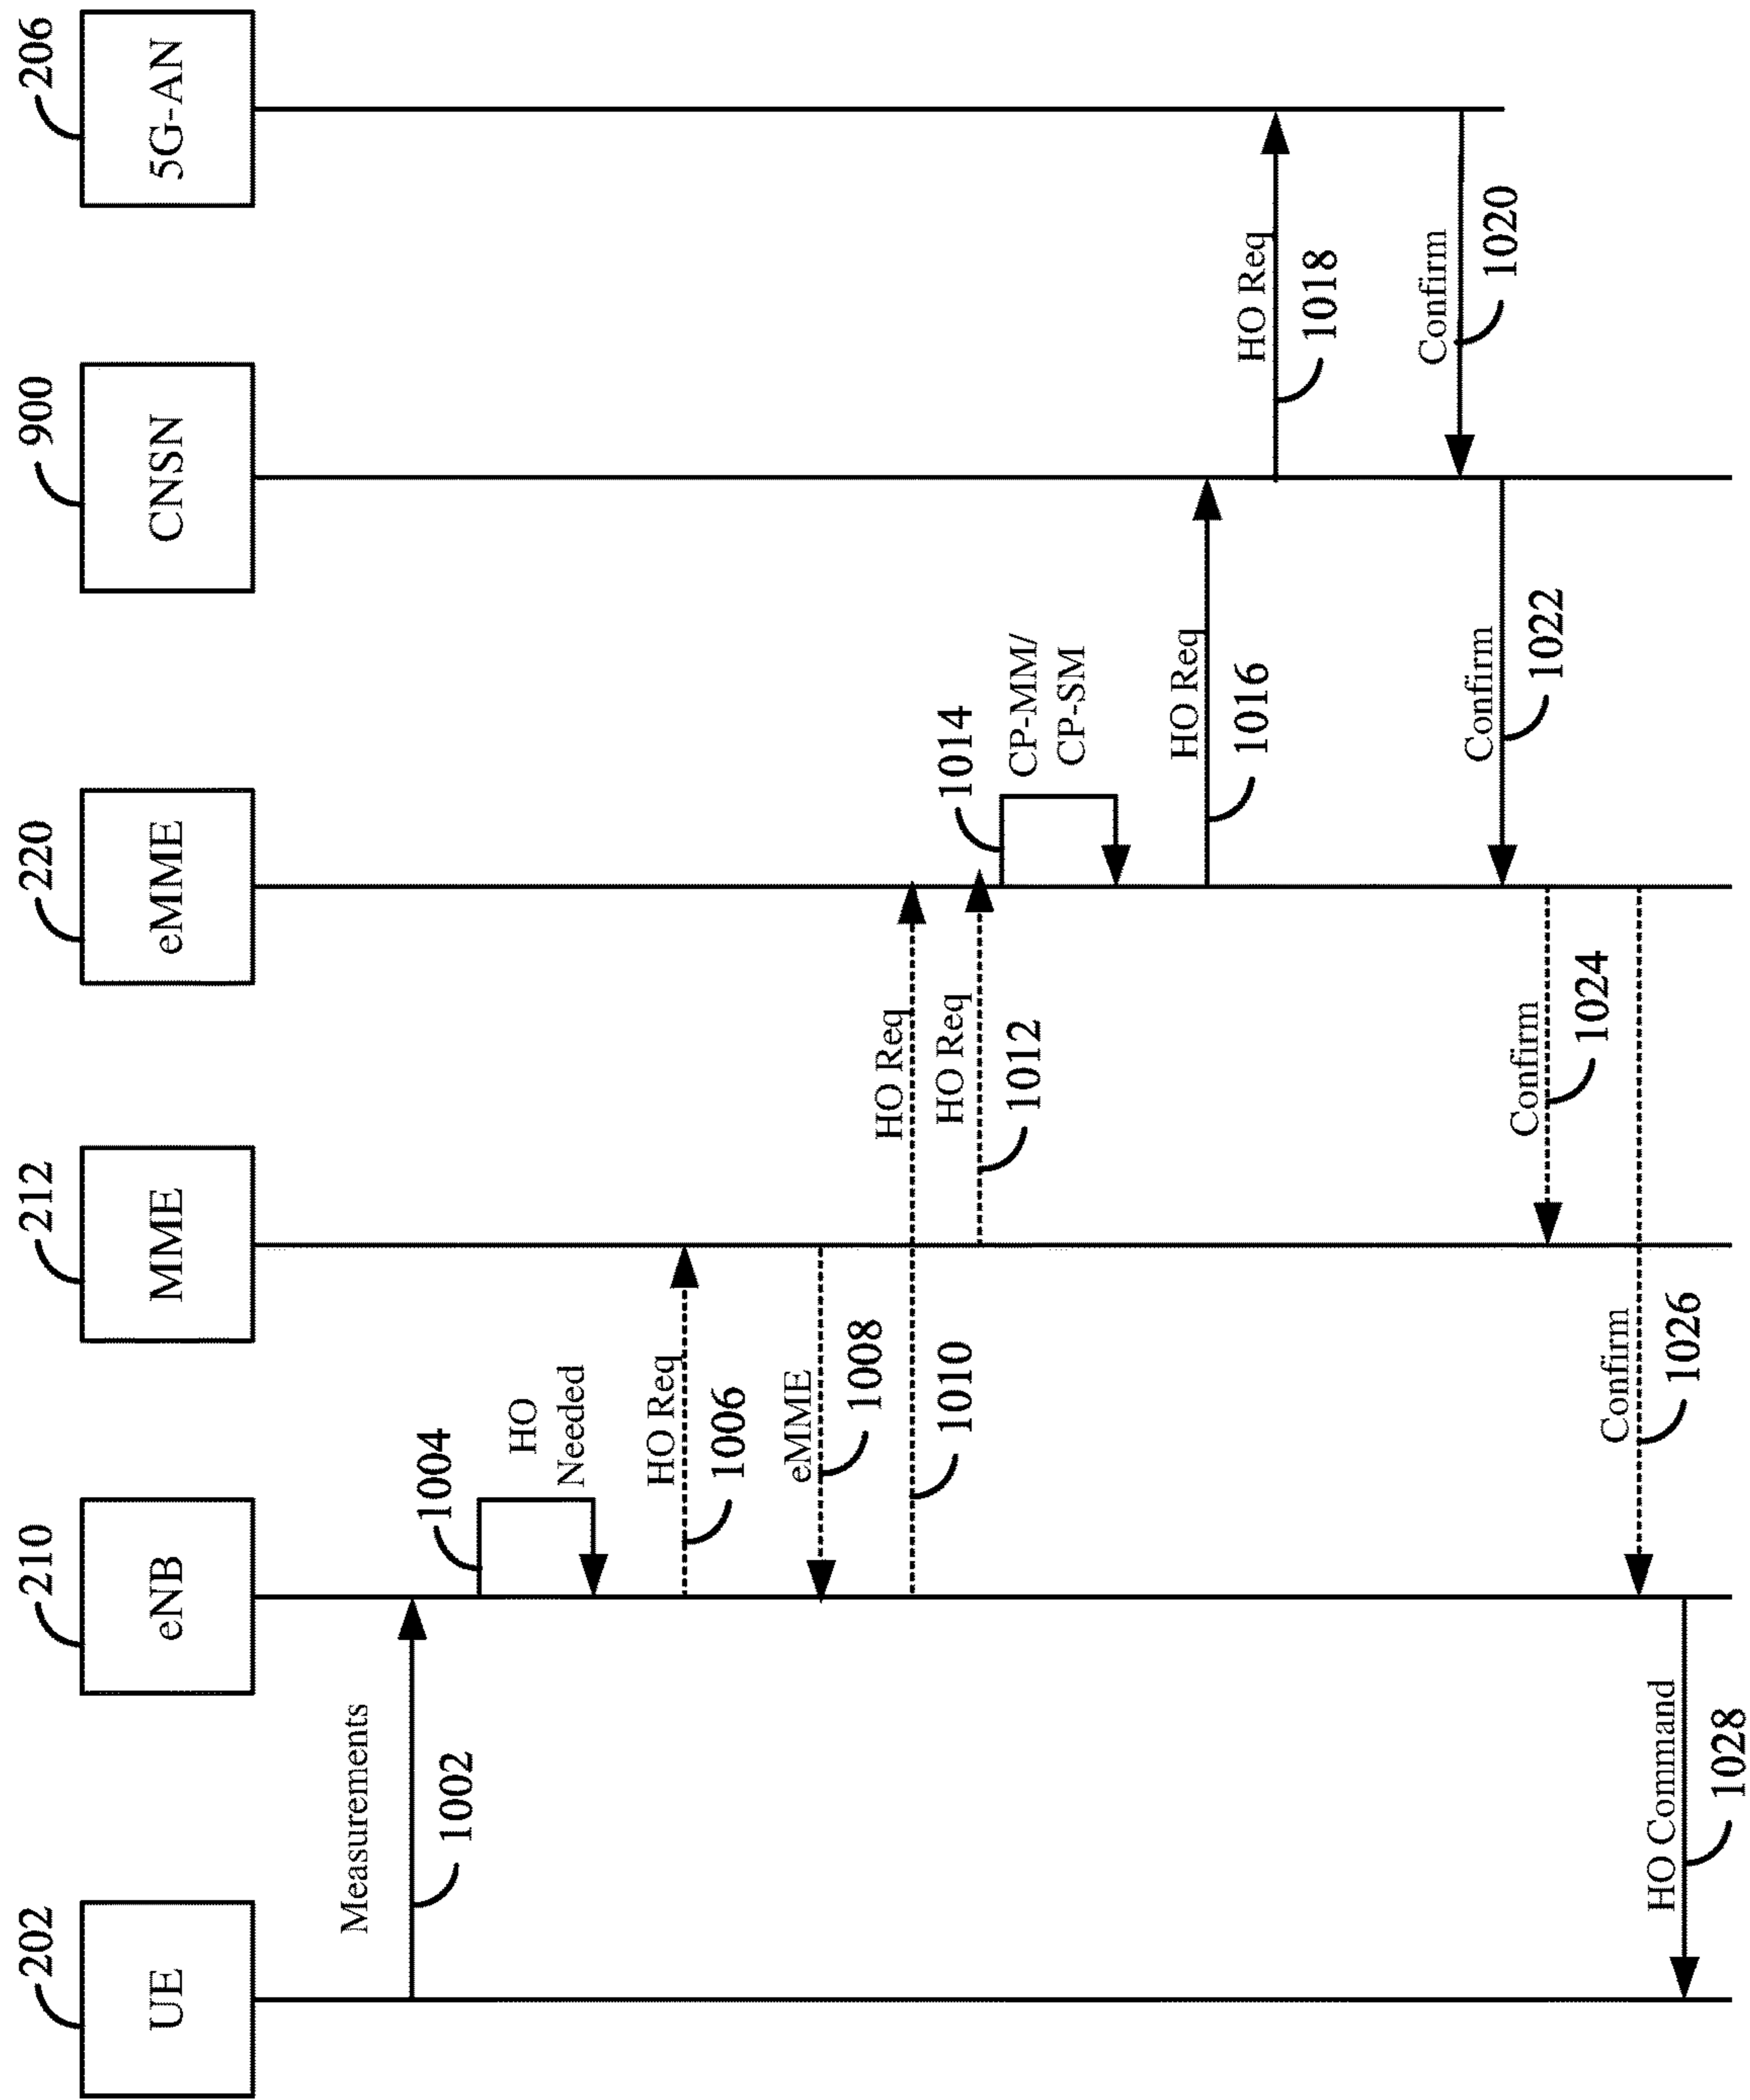 202
UE
210
eNB
212
MME
220
eMME
900
CNSN
206
5G-AN
Measurements
1002
1004
HO
Needed
HO Req
1006
eMME
1008
HO Req
1010
HO Req
1012
1014
CP-MM/
CP-SM
HO Req
1016
HO Req
1018
Confirm
1020
Confirm
1022
Confirm
1024
Confirm
1026
HO Command
1028